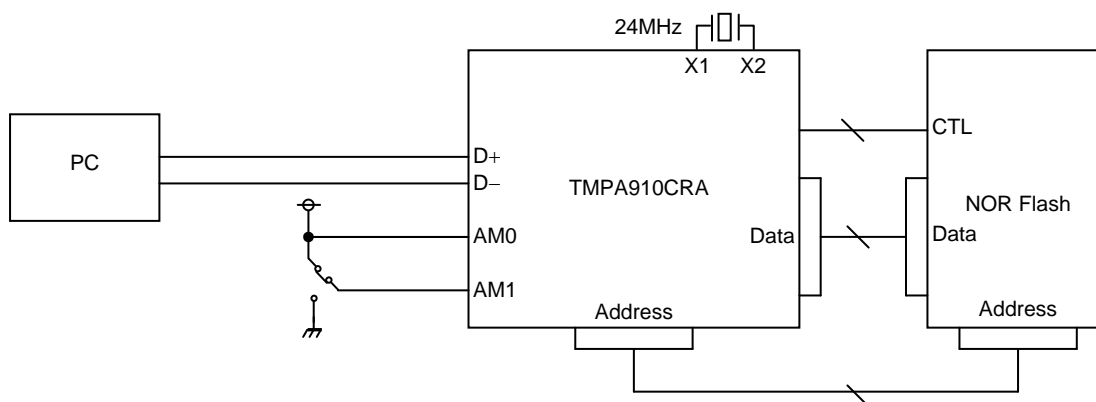 24MHz
X1 X2
PC
D+
D−
AM0
AM1
TMPA910CRA
Data
Address
CTL
NOR Flash
Data
Address